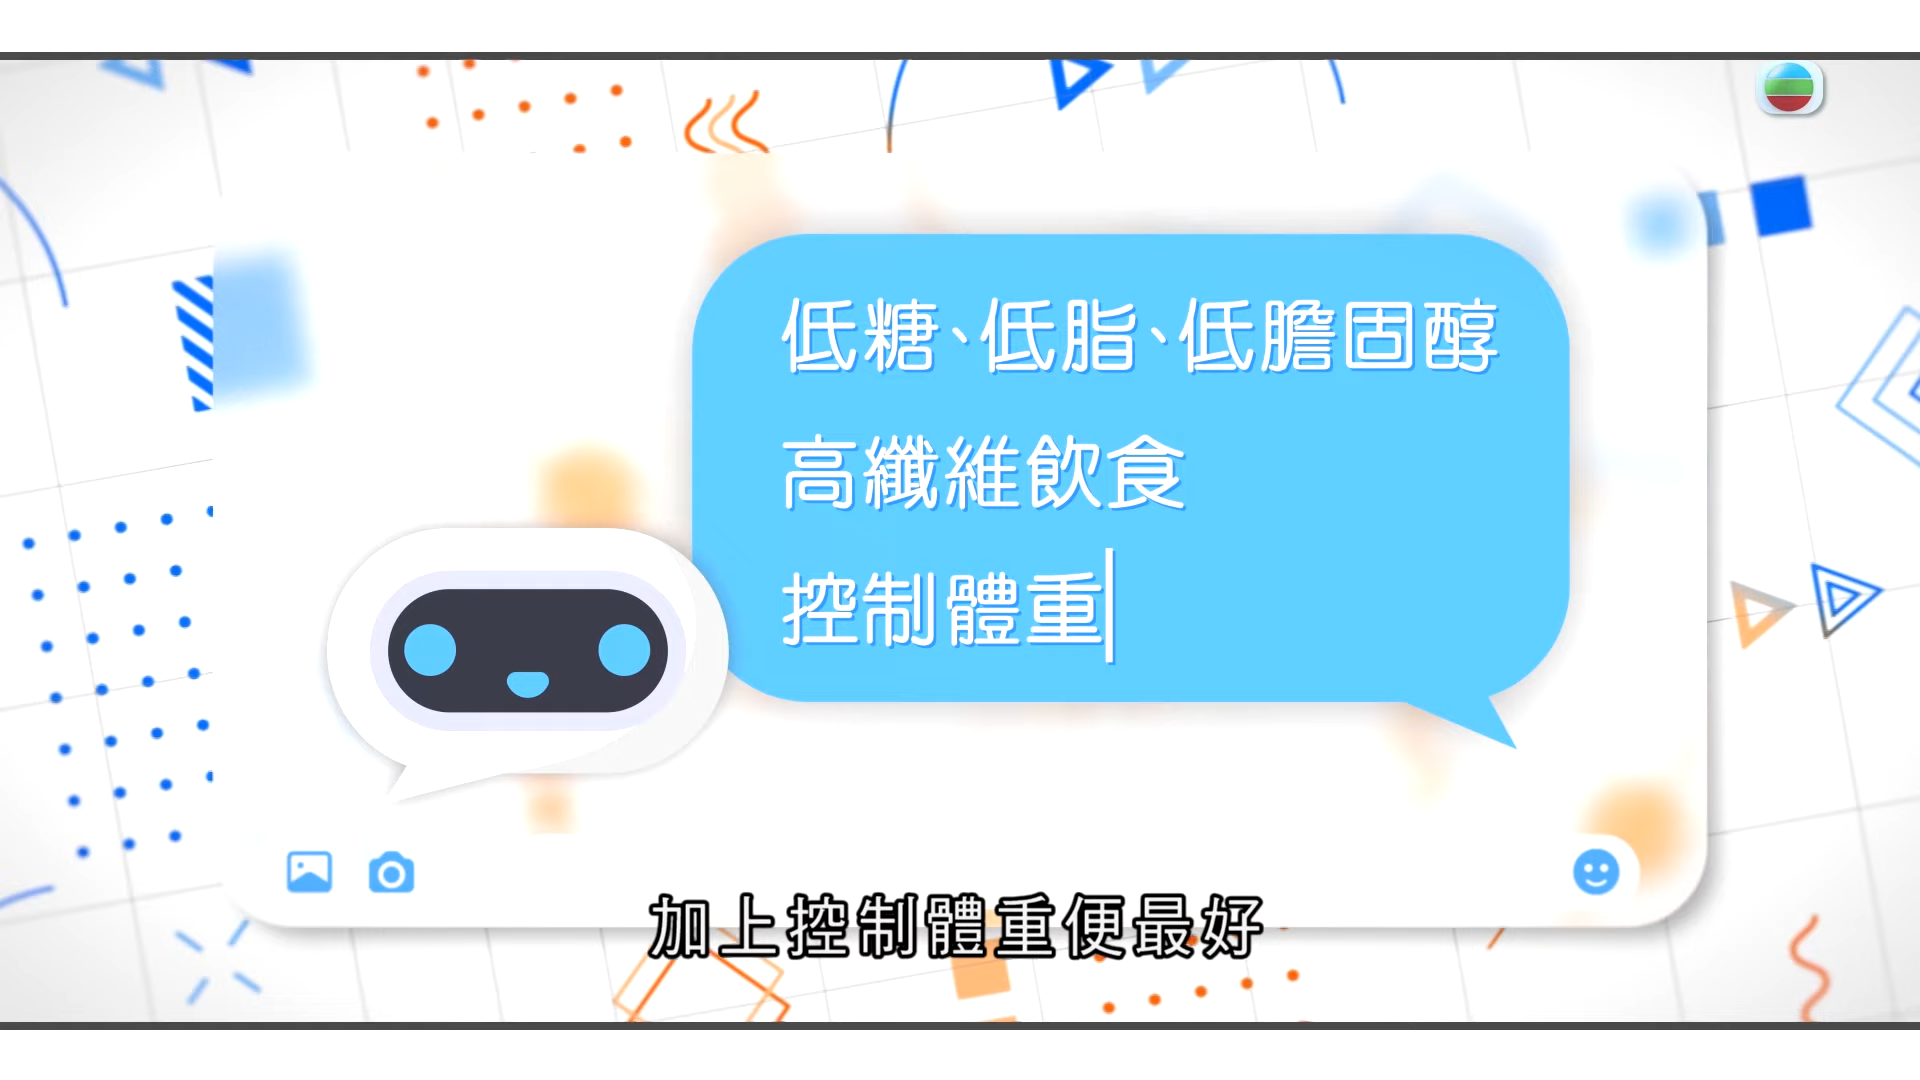 低糖、低脂、低膽固醇
高纖維飲食
控制體重
加上控制體重便最好